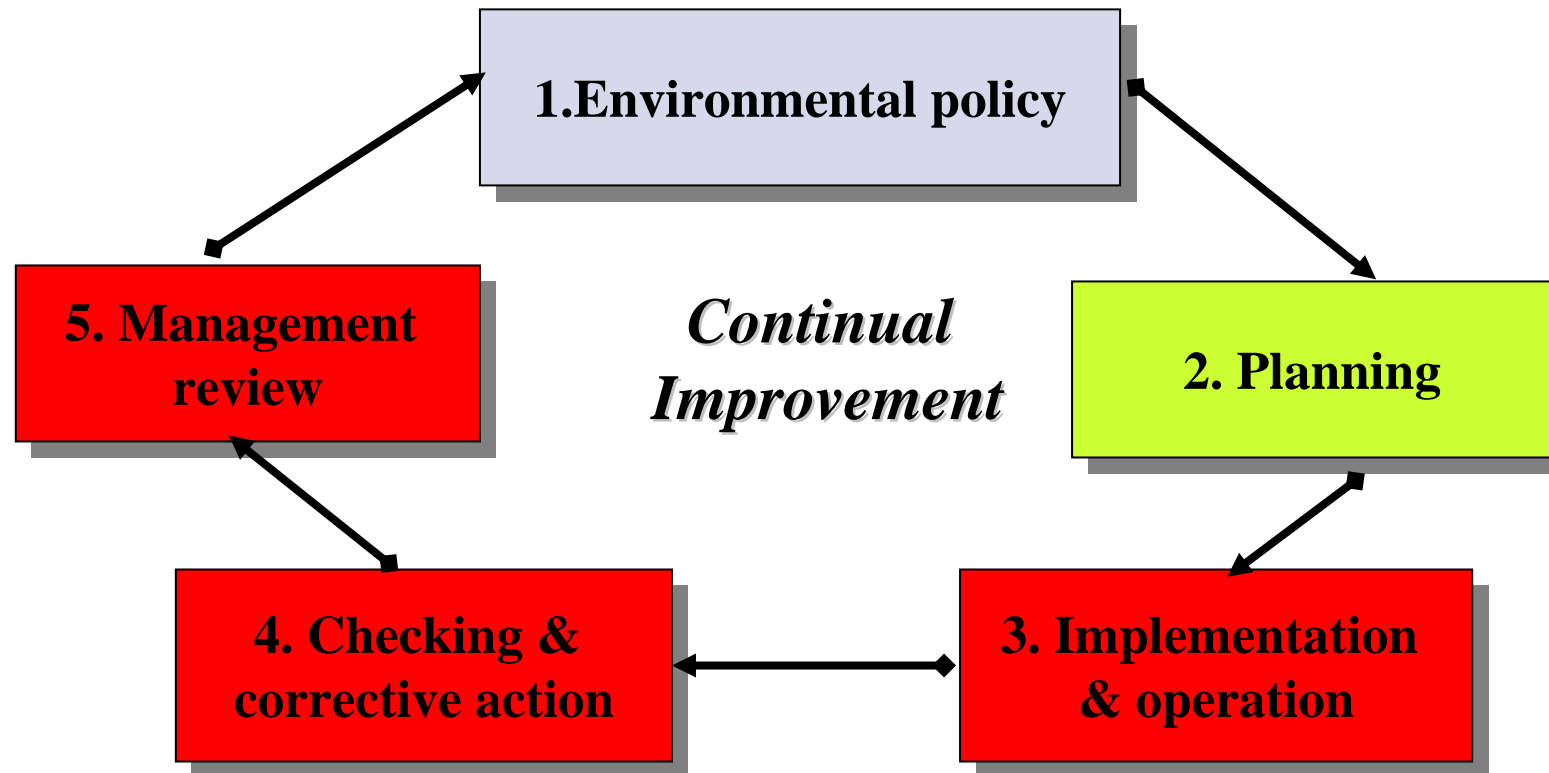 1.Environmental policy
2. Planning
3. Implementation
& operation
4. Checking &
corrective action
5. Management
review
Continual
Improvement